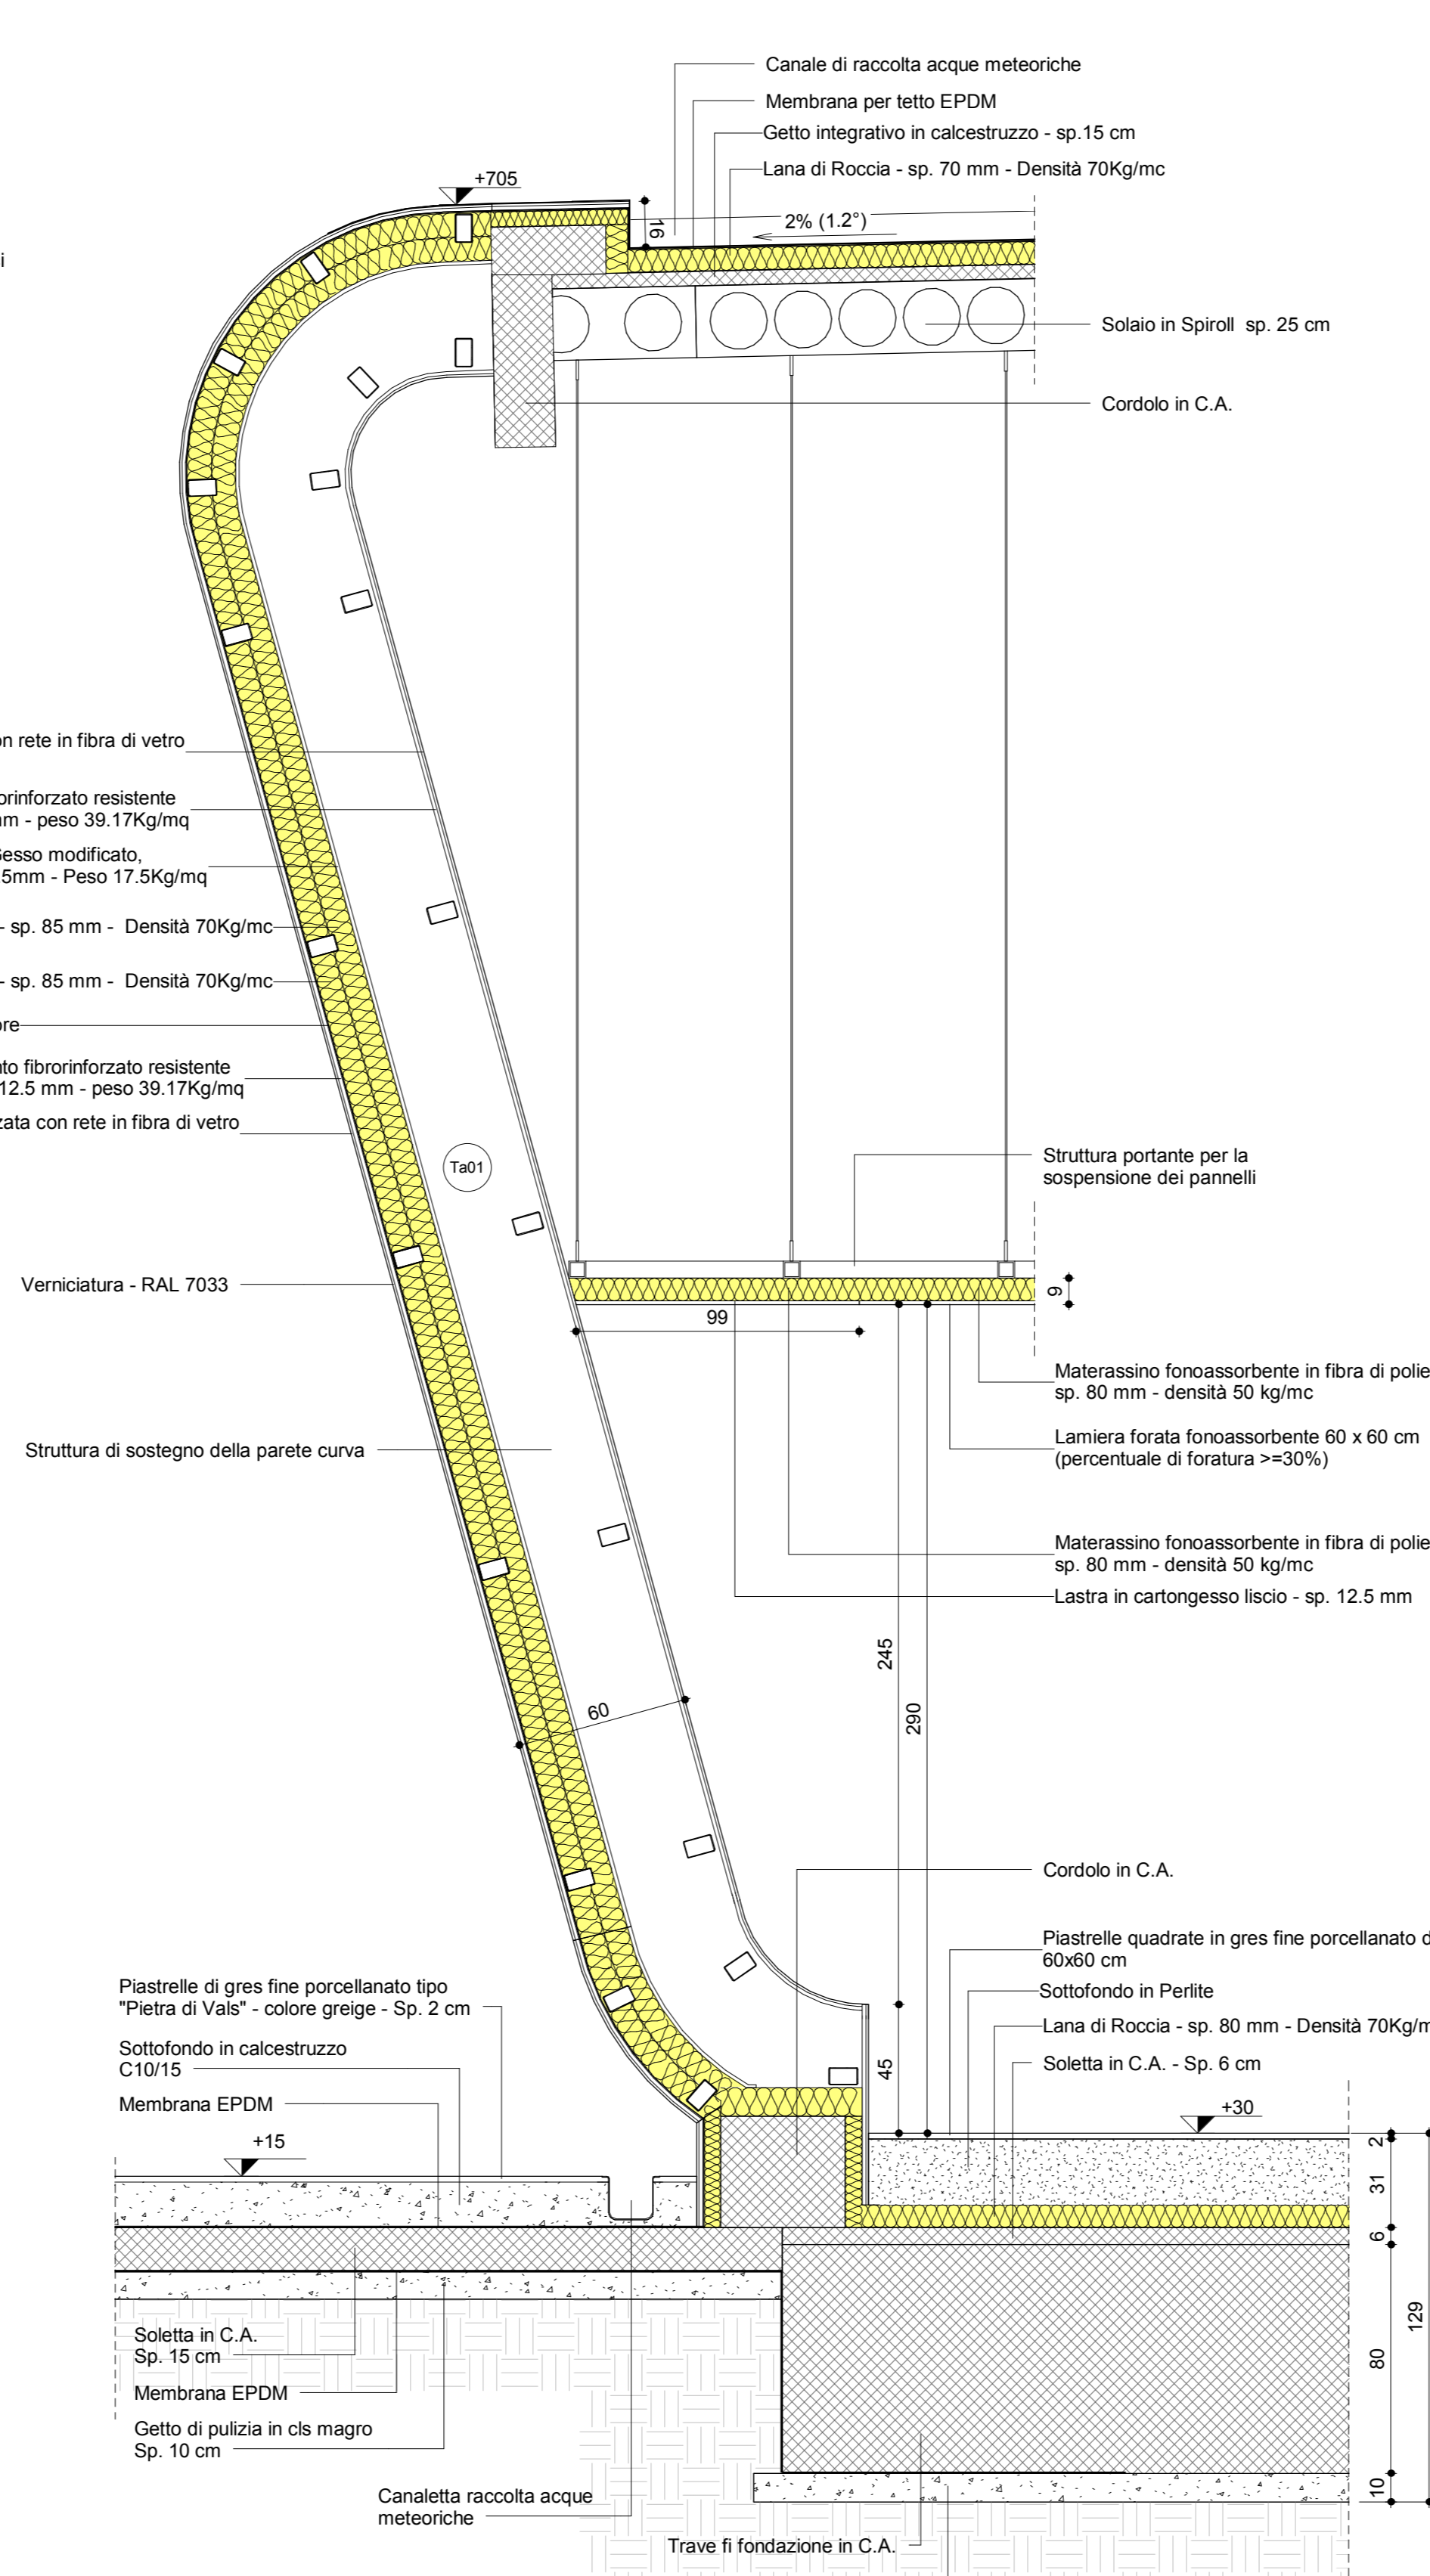 Canale di raccolta acque meteoriche
Membrana per tetto EPDM
Getto integrativo in calcestruzzo - sp.15 cm
Lana di Roccia - sp. 70 mm - Densità 70Kg/mc
+705
16
2% (1.2°)
Solaio in Spiroll sp. 25 cm
Cordolo in C.A.
rete in fibra di vetro
resistente
- peso 39.17Kg/mq
modificato,
- Peso 17.5Kg/mq
- sp. 85 mm - Densità 70Kg/mc
- sp. 85 mm - Densità 70Kg/mc
fibrorinforzato resistente
12.5 mm - peso 39.17Kg/mq
con rete in fibra di vetro
Ta01
Struttura portante per la
sospensione dei pannelli
Verniciatura - RAL 7033
9
99
Materassino fonoassorbente in fibra di polie
sp. 80 mm - densità 50 kg/mc
Lamiera forata fonoassorbente 60 x 60 cm
(percentuale di foratura >=30%)
Struttura di sostegno della parete curva
Materassino fonoassorbente in fibra di polie
sp. 80 mm - densità 50 kg/mc
Lastra in cartongesso liscio - sp. 12.5 mm
245
290
60
Cordolo in C.A.
Piastrelle quadrate in gres fine porcellanato d
60x60 cm
Sottofondo in Perlite
Lana di Roccia - sp. 80 mm - Densità 70Kg/m
Soletta in C.A. - Sp. 6 cm
Piastrelle di gres fine porcellanato tipo
"Pietra di Vals" - colore greige - Sp. 2 cm
Sottofondo in calcestruzzo
C10/15
Membrana EPDM
45
+15
+30
2
31
6
80
10
129
Soletta in C.A.
Sp. 15 cm
Membrana EPDM
Getto di pulizia in cls magro
Sp. 10 cm
Canaletta raccolta acque
meteoriche
Trave fi fondazione in C.A.